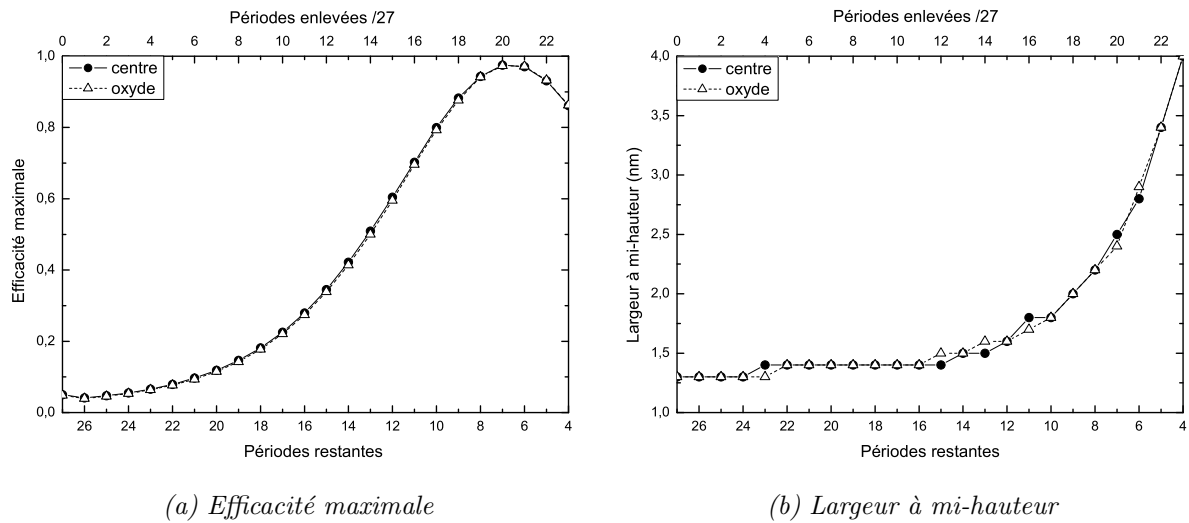 Périodes enlevées /27
0 2 4 6 8 10 12 14 16 18 20 22
1,0
0,8
0,6
0,4
0,2
0,0
Efficacité maximale
centre
oxyde
26 24 22 20 18 16 14 12 10 8 6 4
Périodes restantes
(a) Efficacité maximale
Périodes enlevées /27
0 2 4 6 8 10 12 14 16 18 20 22
4,0
3,5
3,0
2,5
2,0
1,5
1,0
Largeur à mi-hauteur (nm)
centre
oxyde
26 24 22 20 18 16 14 12 10 8 6 4
Périodes restantes
(b) Largeur à mi-hauteur